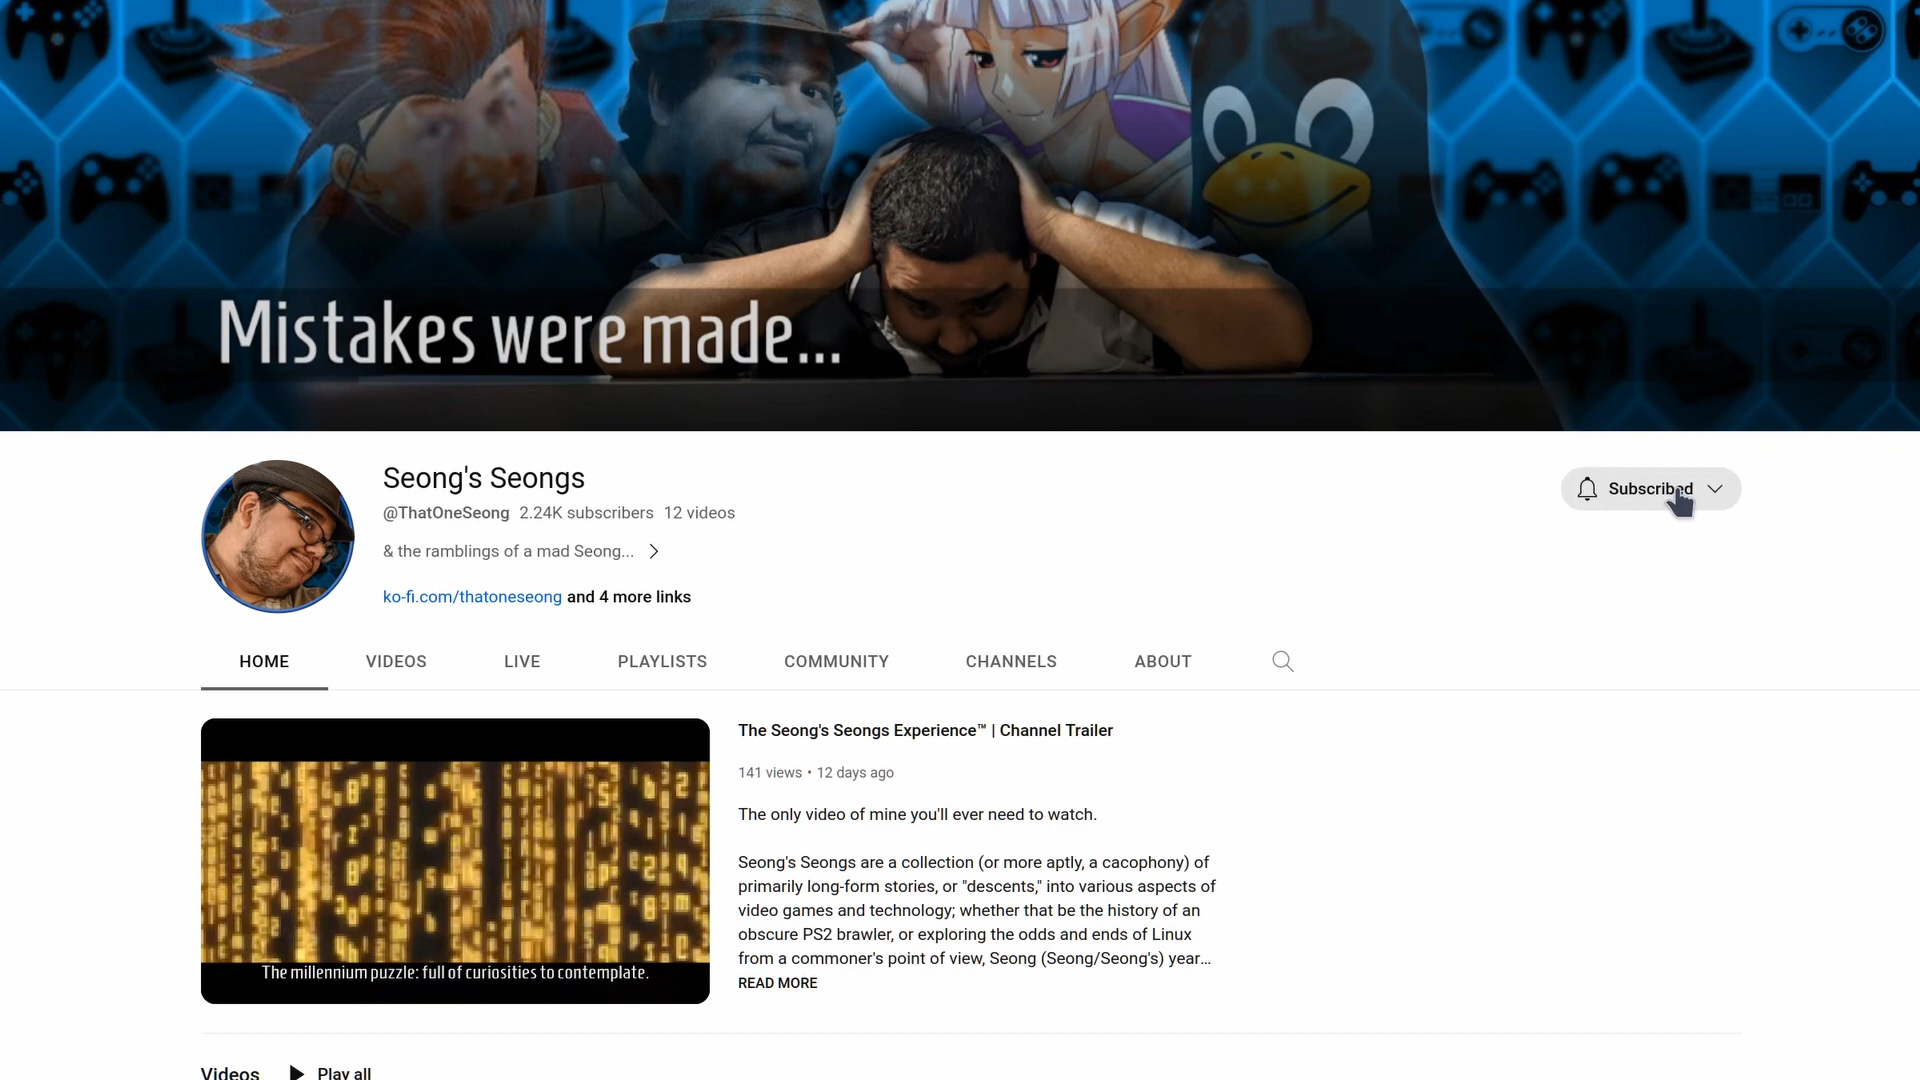 Mistakes were made...
Seong's Seongs
Subscribed
@ThatOneSeong 2.24K subscribers 12 videos
& the ramblings of a mad Seong...
ko-fi.com/thatoneseong and 4 more links
HOME VIDEOS LIVE PLAYLISTS COMMUNITY CHANNELS ABOUT
The Seong's Seongs Experience™ | Channel Trailer
141 views • 12 days ago
The only video of mine you'll ever need to watch.
Seong's Seongs are a collection (or more aptly, a cacophony) of
primarily long-form stories, or "descents," into various aspects of
video games and technology; whether that be the history of an
obscure PS2 brawler, or exploring the odds and ends of Linux
from a commoner's point of view, Seong (Seong/Seong's) year...
READ MORE
The millennium puzzle: full of curiosities to contemplate.
Videos Play all